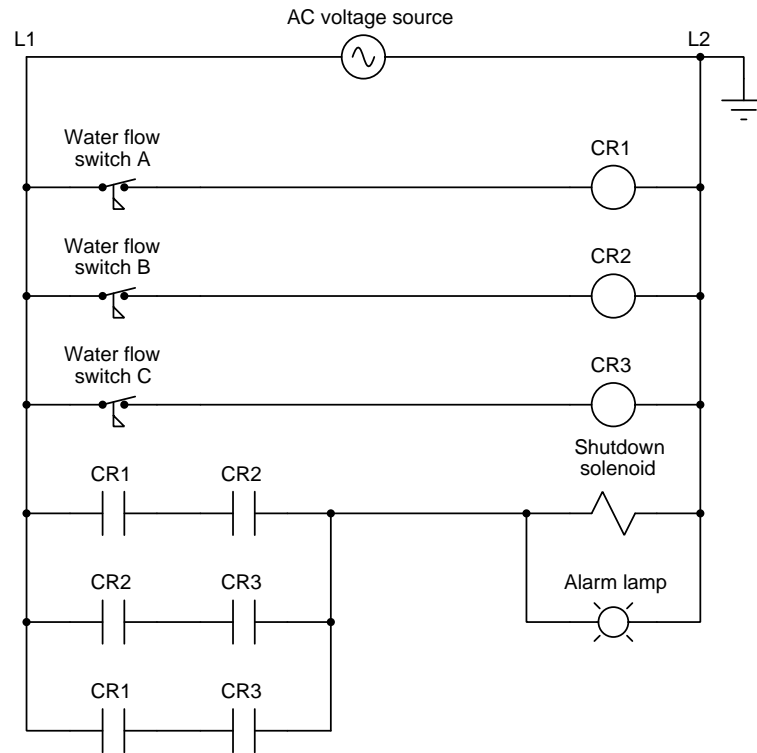 AC voltage source
L1
L2
Water flow
switch A
CR1
Water flow
switch B
CR2
Water flow
switch C
CR3
Shutdown
solenoid
CR1
CR2
Alarm lamp
CR2
CR3
CR1
CR3